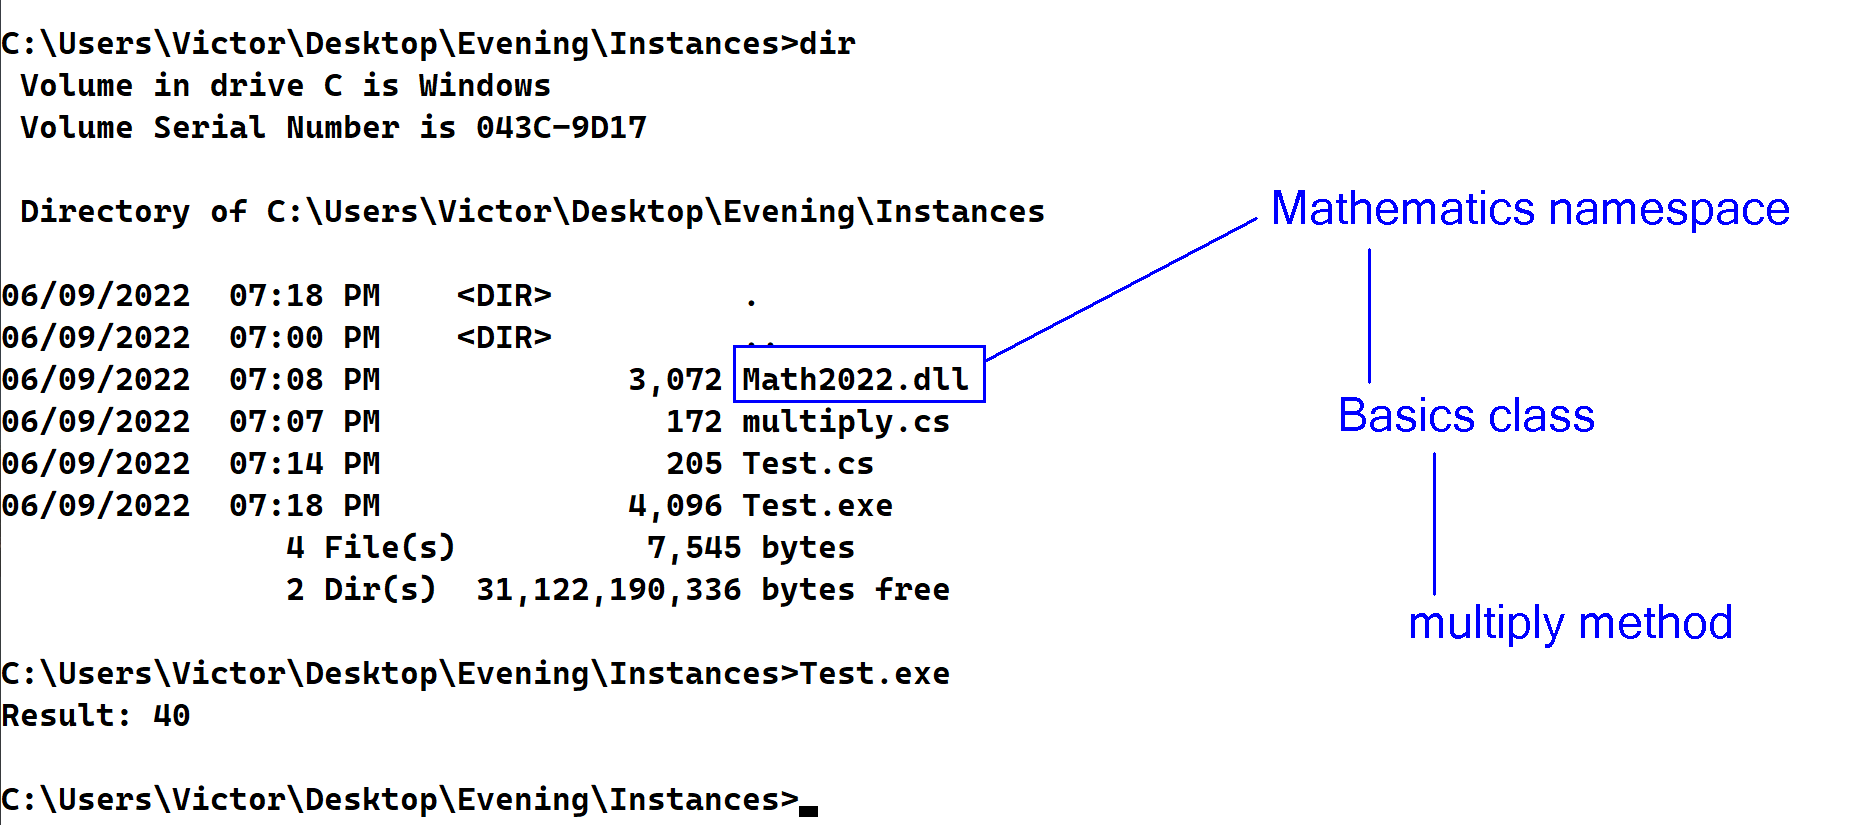 C:\Users\Victor\Desktop\Evening\Instances>dir
Volume in drive C is Windows
Volume Serial Number is 043C-9D17
Directory of C:\Users\Victor\Desktop\Evening\Instances
06/09/2022 07:18 PM <DIR> .
06/09/2022 07:00 PM <DIR> ..
06/09/2022 07:08 PM 3,072 Math2022.dll
06/09/2022 07:07 PM 172 multiply.cs
06/09/2022 07:14 PM 205 Test.cs
06/09/2022 07:18 PM 4,096 Test.exe
4 File(s) 7,545 bytes
2 Dir(s) 31,122,190,336 bytes free
C:\Users\Victor\Desktop\Evening\Instances>Test.exe
Result: 40
C:\Users\Victor\Desktop\Evening\Instances>
Mathematics namespace
Basics class
multiply method